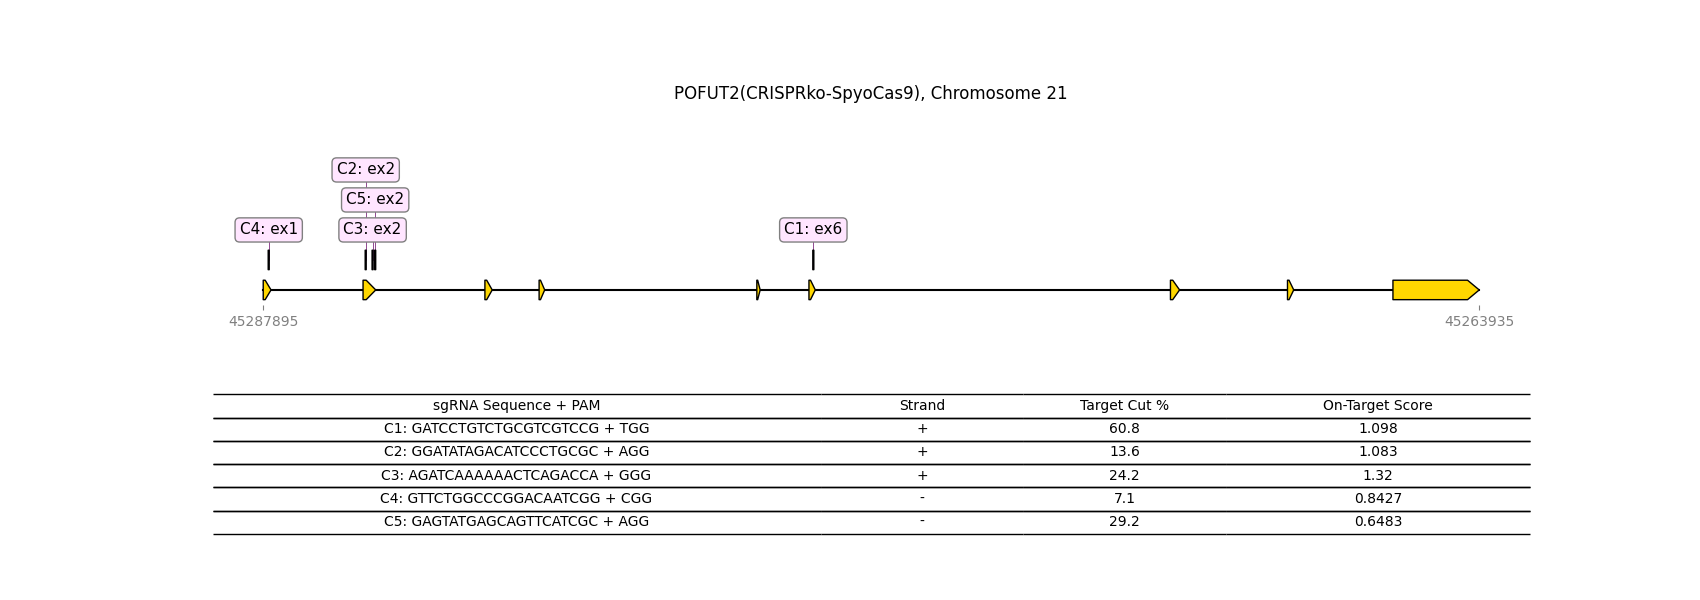 POFUT2(CRISPRko-SpyoCas9), Chromosome 21
C2: ex2
C5: ex2
C4: ex1
C3: ex2
C1: ex6
45287895
45263935
sgRNA Sequence + PAM Strand Target Cut % On-Target Score
C1: GATCCTGTCTGCGTCGTCCG + TGG + 60.8 1.098
C2: GGATATAGACATCCCTGCGC + AGG + 13.6 1.083
C3: AGATCAAAAAACTCAGACCA + GGG + 24.2 1.32
C4: GTTCTGGCCCGGACAATCGG + CGG - 7.1 0.8427
C5: GAGTATGAGCAGTTCATCGC + AGG - 29.2 0.6483